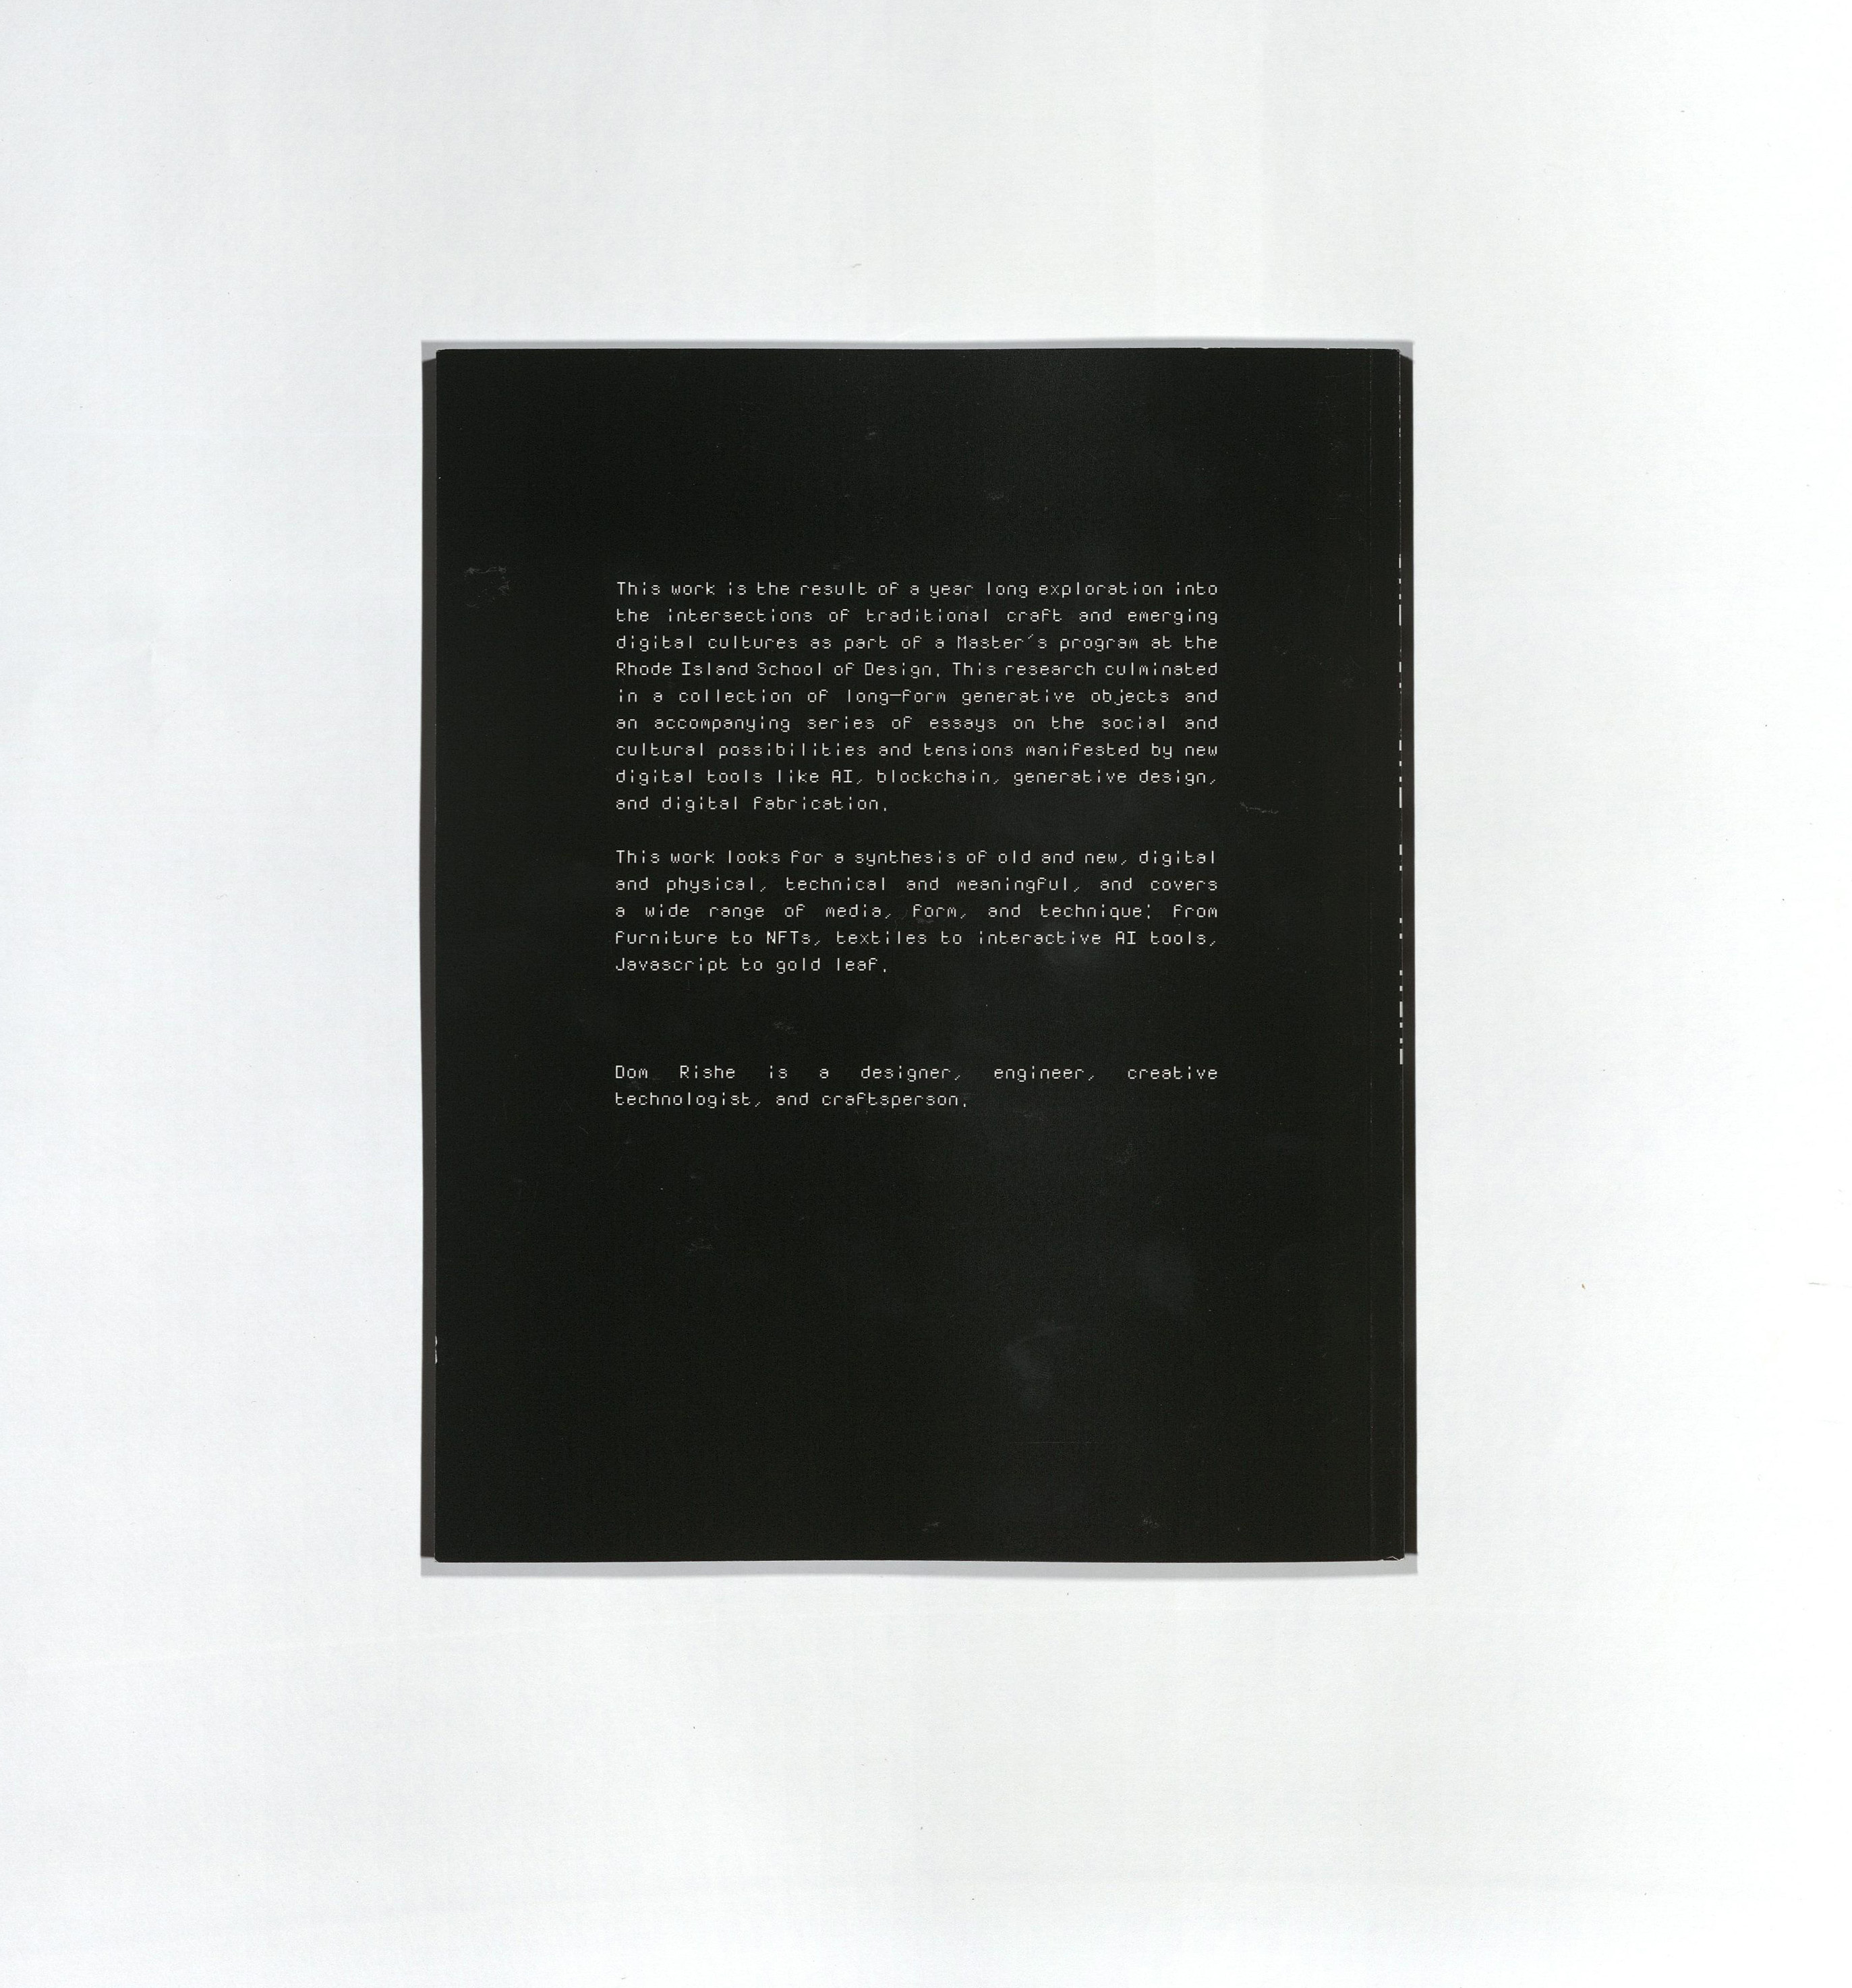 This work is the result of a year long exploration into
the intersections of traditional craft and emerging
digital cultures as part of a Master's program at the
Rhode Island School of Design. This research culminated
in a collection of long-form generative objects and
an accompanying series of essays on the social and
cultural possibilities and tensions manifested by new
digital tools like AI, blockchain, generative design,
and digital fabrication.
This work looks for a synthesis of old and new, digital
and physical, technical and meaningful, and covers
a wide range of media, form, and technique: from
furniture to NFTs, textiles to interactive AI tools,
Javascript to gold leaf.
Dom Rishe is a designer, engineer, creative
technologist, and craftsperson.